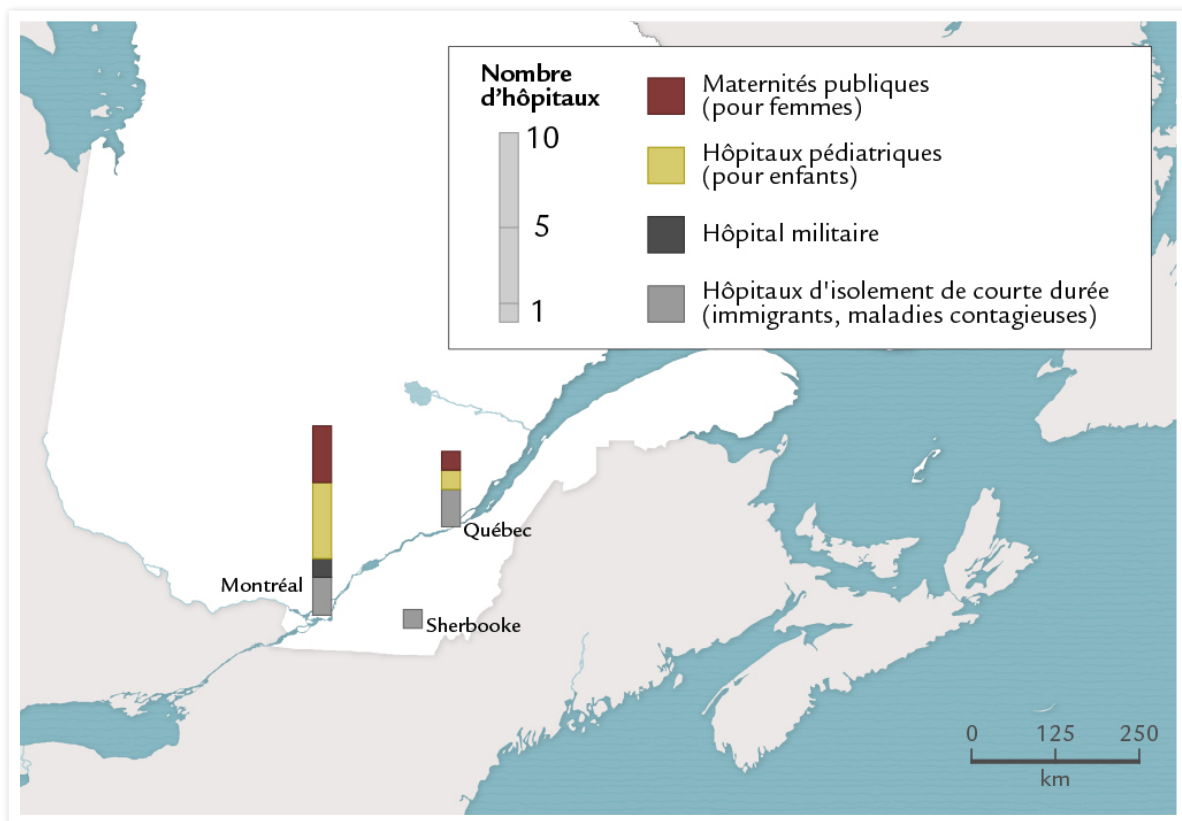 Nombre
d’hôpitaux
10
5
1
Maternités publiques
(pour femmes)
Hôpitaux pédiatriques
(pour enfants)
Hôpital militaire
Hôpitaux d'isolement de courte durée
(immigrants, maladies contagieuses)
Québec
Montréal
Sherbooke
0 125 250
km